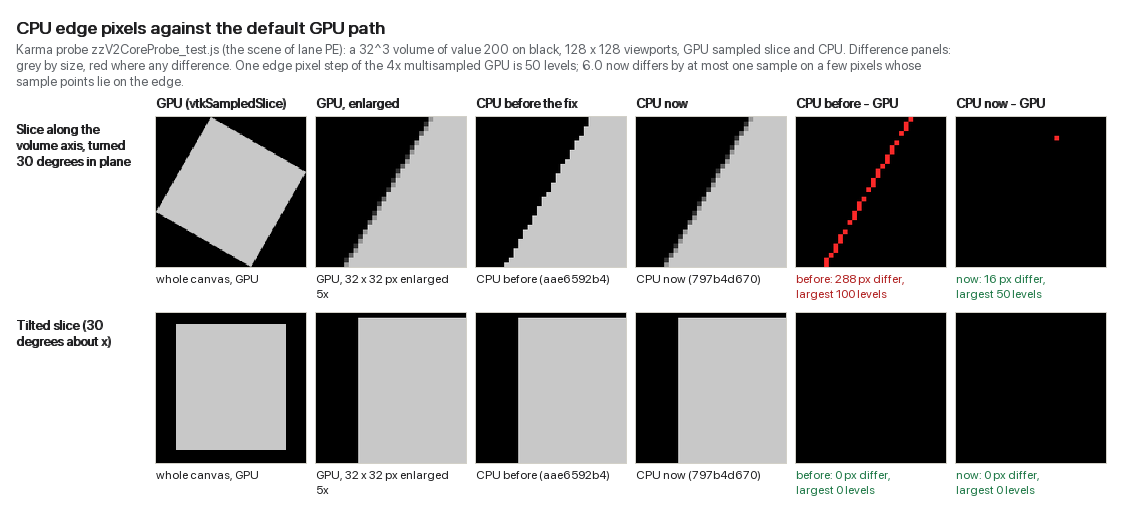 CPU edge pixels against the default GPU path
Karma probe zzV2CoreProbe_test.js (the scene of lane PE): a 32^3 volume of value 200 on black, 128 x 128 viewports, GPU sampled slice and CPU. Difference panels:
grey by size, red where any difference. One edge pixel step of the 4x multisampled GPU is 50 levels; 6.0 now differs by at most one sample on a few pixels whose
sample points lie on the edge.
GPU (vtkSampledSlice)
GPU, enlarged
CPU before the fix
CPU now
CPU before – GPU
CPU now – GPU
Slice along the
volume axis, turned
30 degrees in plane
whole canvas, GPU
GPU, 32 x 32 px enlarged
5x
CPU before (aae6592b4)
CPU now (797b4d670)
before: 288 px differ,
largest 100 levels
now: 16 px differ,
largest 50 levels
Tilted slice (30
degrees about x)
whole canvas, GPU
GPU, 32 x 32 px enlarged
5x
CPU before (aae6592b4)
CPU now (797b4d670)
before: 0 px differ,
largest 0 levels
now: 0 px differ,
largest 0 levels